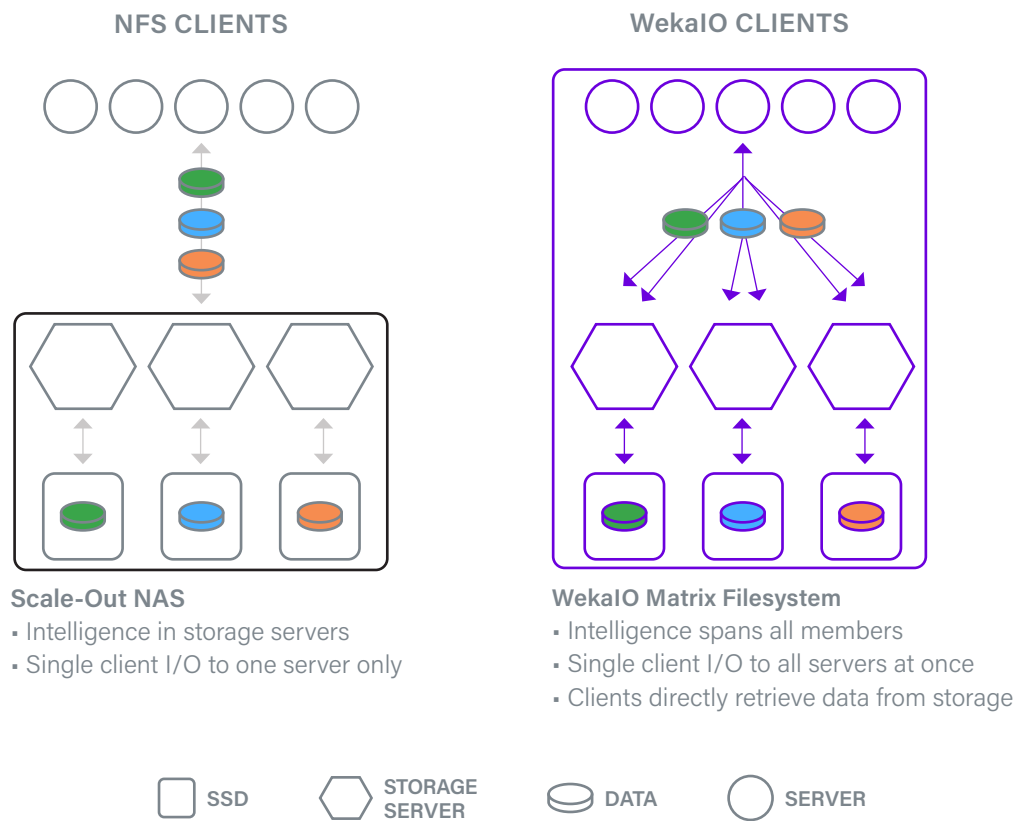 NFS CLIENTS
WekaIO CLIENTS
Scale-Out NAS
▪ Intelligence in storage servers
▪ Single client I/O to one server only
WekaIO Matrix Filesystem
▪ Intelligence spans all members
▪ Single client I/O to all servers at once
▪ Clients directly retrieve data from storage
SSD
STORAGE
SERVER
DATA
SERVER